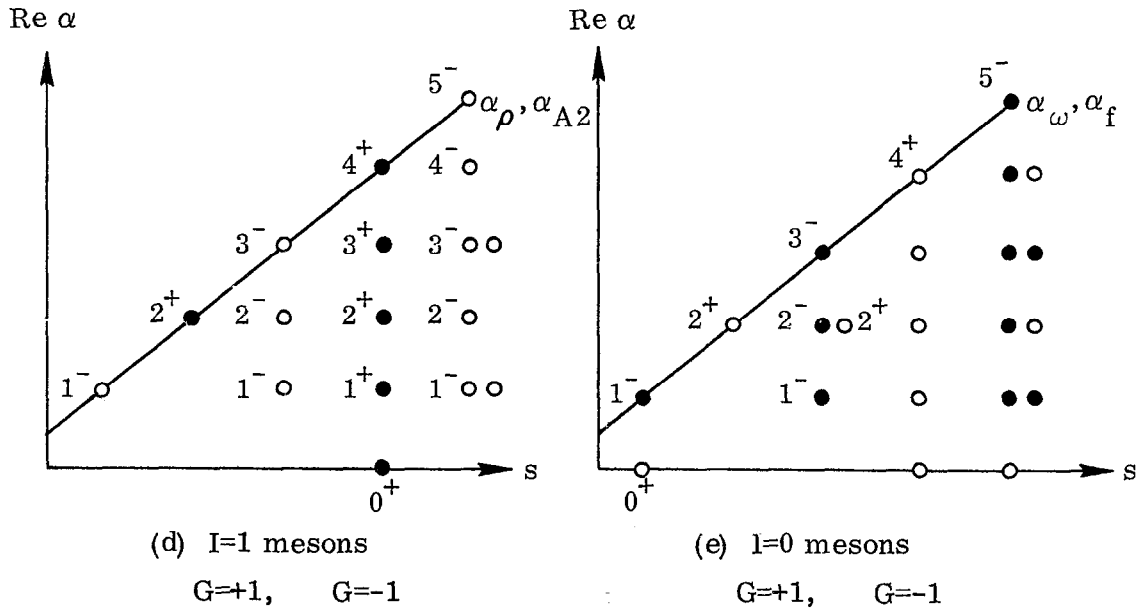 Re α
5⁻
α_ρ, α_A2
4⁺ 4⁻
3⁻ 3⁺ 3⁻
2⁺ 2⁻ 2⁺ 2⁻
1⁻ 1⁻ 1⁺ 1⁻
s
0⁺
(d) I=1 mesons
G=+1, G=-1
Re α
5⁻
α_ω, α_f
4⁺
3⁻
2⁺ 2⁻ 2⁺
1⁻ 1⁻
s
0⁺
(e) I=0 mesons
G=+1, G=-1